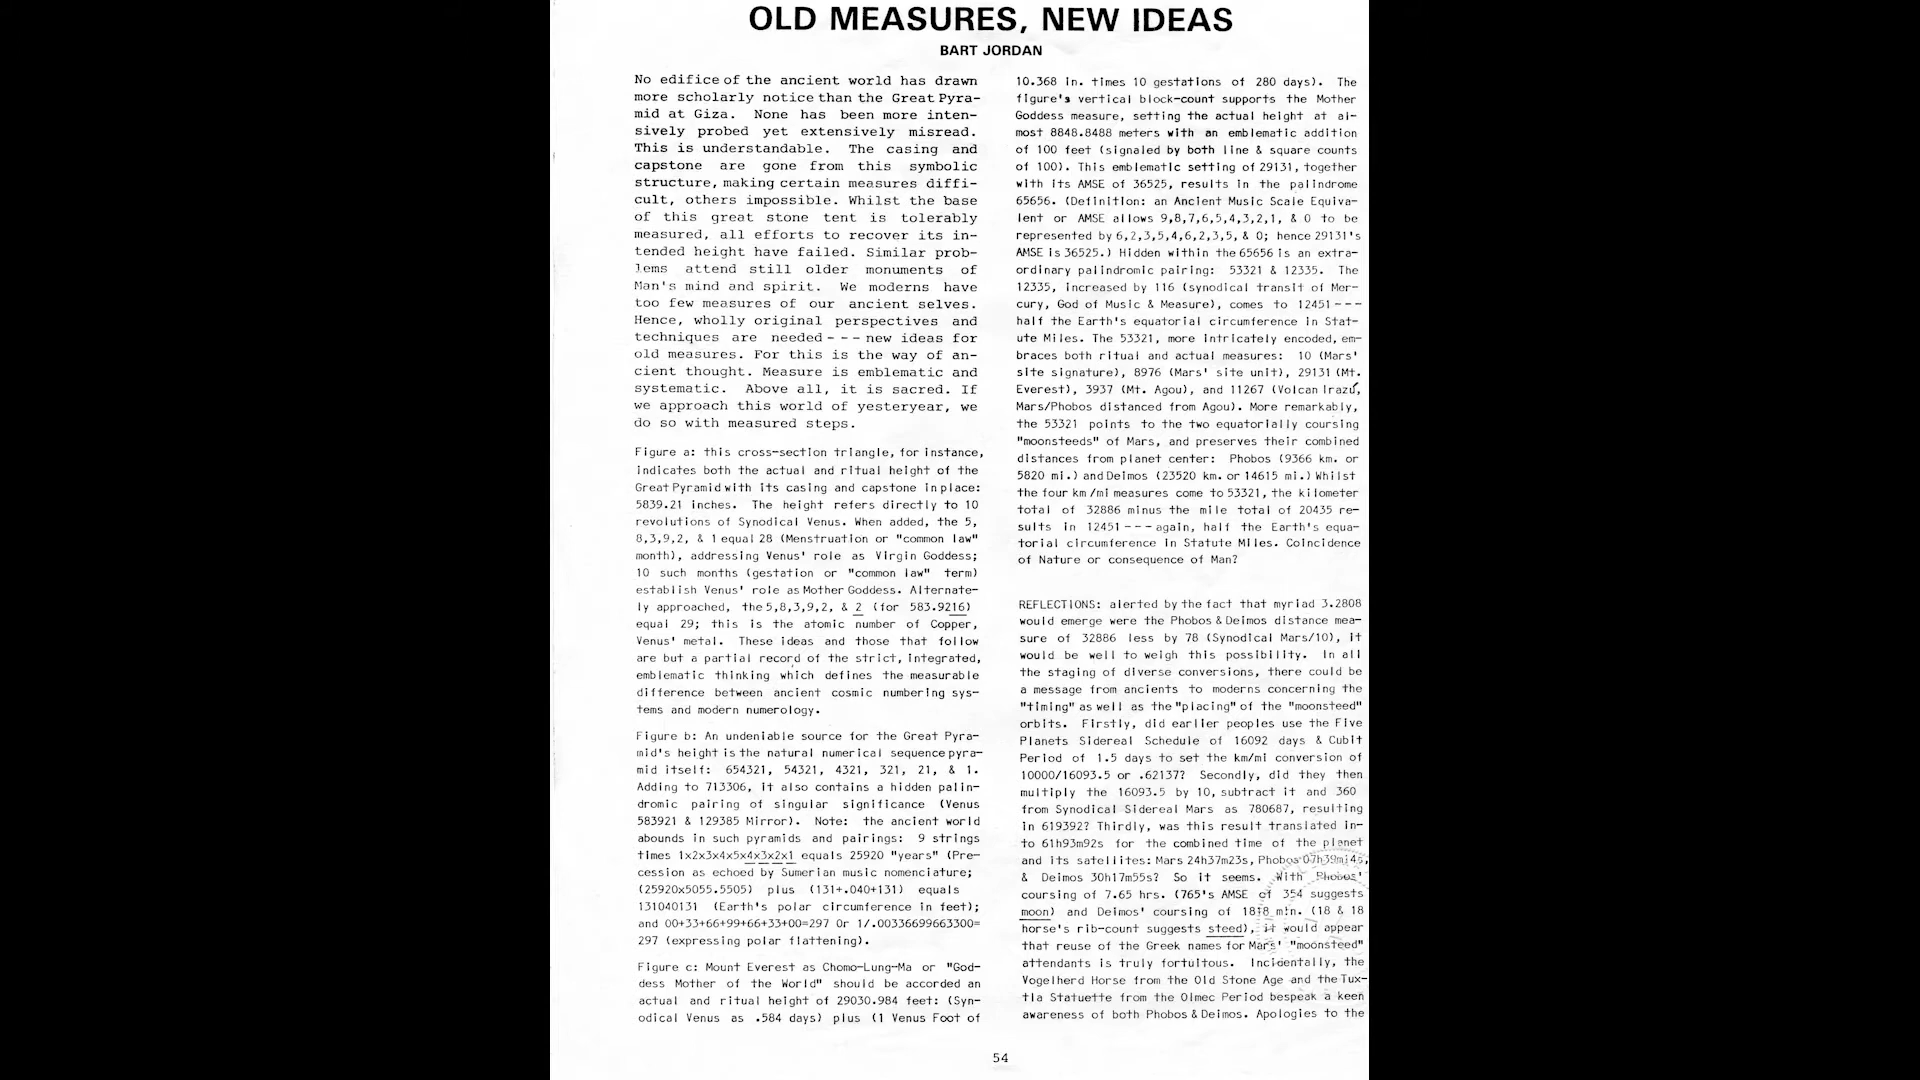 OLD MEASURES, NEW IDEAS
BART JORDAN
No edifice of the ancient world has drawn
more scholarly notice than the Great Pyra-
mid at Giza. None has been more inten-
sively probed yet extensively misread.
This is understandable. The casing and
capstone are gone from this symbolic
structure, making certain measures diffi-
cult, others impossible. Whilst the base
of this great stone tent is tolerably
measured, all efforts to recover its in-
tended height have failed. Similar prob-
lems attend still older monuments of
Man's mind and spirit. We moderns have
too few measures of our ancient selves.
Hence, wholly original perspectives and
techniques are needed---new ideas for
old measures. For this is the way of an-
cient thought. Measure is emblematic and
systematic. Above all, it is sacred. If
we approach this world of yesteryear, we
do so with measured steps.
Figure a: this cross-section triangle, for instance,
indicates both the actual and ritual height of the
Great Pyramid with its casing and capstone in place:
5839.21 inches. The height refers directly to 10
revolutions of Synodical Venus. When added, the 5,
8,3,9,2, & 1 equal 28 (Menstruation or "common law"
month), addressing Venus' role as Virgin Goddess;
10 such months (gestation or "common law" term)
establish Venus' role as Mother Goddess. Alternate-
ly approached, the 5,8,3,9,2, & 2 (for 583.9216)
equal 29; this is the atomic number of Copper,
Venus' metal. These ideas and those that follow
are but a partial record of the strict, integrated,
emblematic thinking which defines the measurable
difference between ancient cosmic numbering sys-
tems and modern numerology.
Figure b: An undeniable source for the Great Pyra-
mid's height is the natural numerical sequence pyra-
mid itself: 654321, 54321, 4321, 321, 21, & 1.
Adding to 713306, it also contains a hidden palin-
dromic pairing of singular significance (Venus
583921 & 129385 Mirror). Note: the ancient world
abounds in such pyramids and pairings: 9 strings
times 1x2x3x4x5x4x3x2x1 equals 25920 "years" (Pre-
cession as echoed by Sumerian music nomenciature;
(25920x5055.5505) plus (131+.040+131) equals
131040131 (Earth's polar circumference in feet);
and 00+33+66+99+66+33+00=297 Or 1/.00336699663300=
297 (expressing polar flattening).
Figure c: Mount Everest as Chomo-Lung-Ma or "God-
dess Mother of the World" should be accorded an
actual and ritual height of 29030.984 feet: (Syn-
odical Venus as .584 days) plus (1 Venus Foot of
10.368 in. times 10 gestations of 280 days). The
figure's vertical block-count supports the Mother
Goddess measure, setting the actual height at al-
most 8848.8488 meters with an emblematic addition
of 100 feet (signaled by both line & square counts
of 100). This emblematic setting of 29131, together
with its AMSE of 36525, results in the palindrome
65656. (Definition: an Ancient Music Scale Equiva-
lent or AMSE allows 9,8,7,6,5,4,3,2,1, & 0 to be
represented by 6,2,3,5,4,6,2,3,5, & 0; hence 29131's
AMSE is 36525.) Hidden within the 65656 is an extra-
ordinary palindromic pairing: 53321 & 12335. The
12335, increased by 116 (synodical transit of Mer-
cury, God of Music & Measure), comes to 12451---
half the Earth's equatorial circumference in Stat-
ute Miles. The 53321, more intricately encoded, em-
braces both ritual and actual measures: 10 (Mars'
site signature), 8976 (Mars' site unit), 29131 (Mt.
Everest), 3937 (Mt. Agou), and 11267 (Volcan Irazú,
Mars/Phobos distanced from Agou). More remarkably,
the 53321 points to the two equatorially coursing
"moonsteeds" of Mars, and preserves their combined
distances from planet center: Phobos (9366 km. or
5820 mi.) and Deimos (23520 km. or 14615 mi.) Whilst
the four km/mi measures come to 53321, the kilometer
total of 32886 minus the mile total of 20435 re-
sults in 12451---again, half the Earth's equa-
torial circumference in Statute Miles. Coincidence
of Nature or consequence of Man?
REFLECTIONS: alerted by the fact that myriad 3.2808
would emerge were the Phobos & Deimos distance mea-
sure of 32886 less by 78 (Synodical Mars/10), it
would be well to weigh this possibility. In all
the staging of diverse conversions, there could be
a message from ancients to moderns concerning the
"timing" as well as the "placing" of the "moonsteed"
orbits. Firstly, did earlier peoples use the Five
Planets Sidereal Schedule of 16092 days & Cubit
Period of 1.5 days to set the km/mi conversion of
10000/16093.5 or .62137? Secondly, did they then
multiply the 16093.5 by 10, subtract it and 360
from Synodical Sidereal Mars as 780687, resulting
in 619392? Thirdly, was this result translated in-
to 61h93m92s for the combined time of the planet
and its satellites: Mars 24h37m23s, Phobos 07h39m14s,
& Deimos 30h17m55s? So it seems. With Phobos'
coursing of 7.65 hrs. (765's AMSE of 354 suggests
moon) and Deimos' coursing of 1818 min. (18 & 18
horse's rib-count suggests steed), it would appear
that reuse of the Greek names for Mars' "moonsteed"
attendants is truly fortuitous. Incidentally, the
Vogelherd Horse from the Old Stone Age and the Tux-
tla Statuette from the Olmec Period bespeak a keen
awareness of both Phobos & Deimos. Apologies to the
54